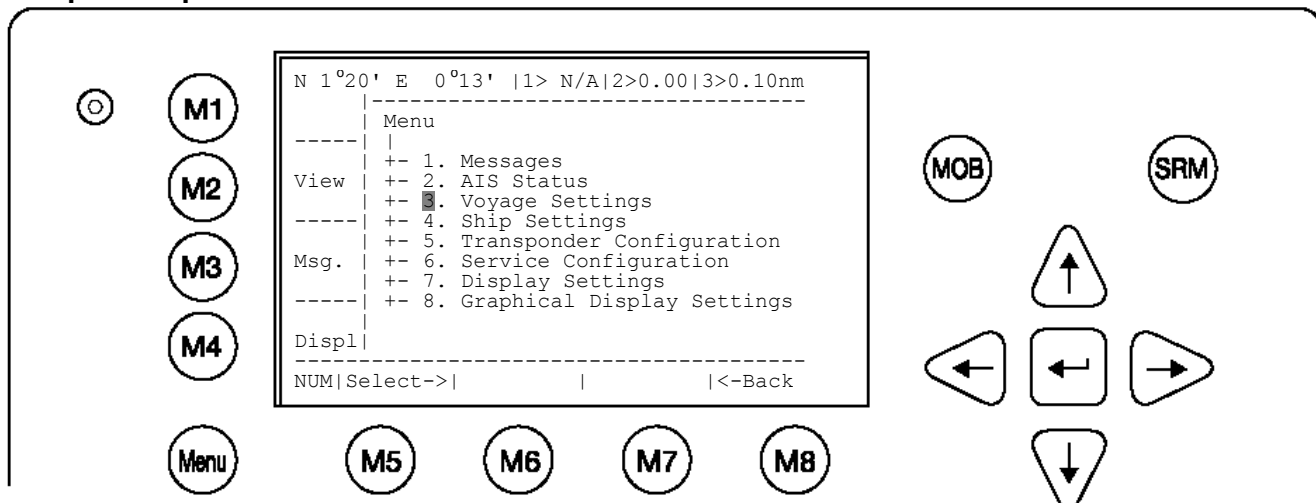 N 1°20' E 0°13' |1> N/A|2>0.00|3>0.10nm
|----------------------------------
| Menu
-----| |
| +- 1. Messages
View | +- 2. AIS Status
| +- 3. Voyage Settings
-----| +- 4. Ship Settings
| +- 5. Transponder Configuration
Msg. | +- 6. Service Configuration
| +- 7. Display Settings
-----| +- 8. Graphical Display Settings
|
Displ|
----------------------------------------
NUM|Select->| | |<-Back
M1
M2
M3
M4
Menu
M5
M6
M7
M8
MOB
SRM